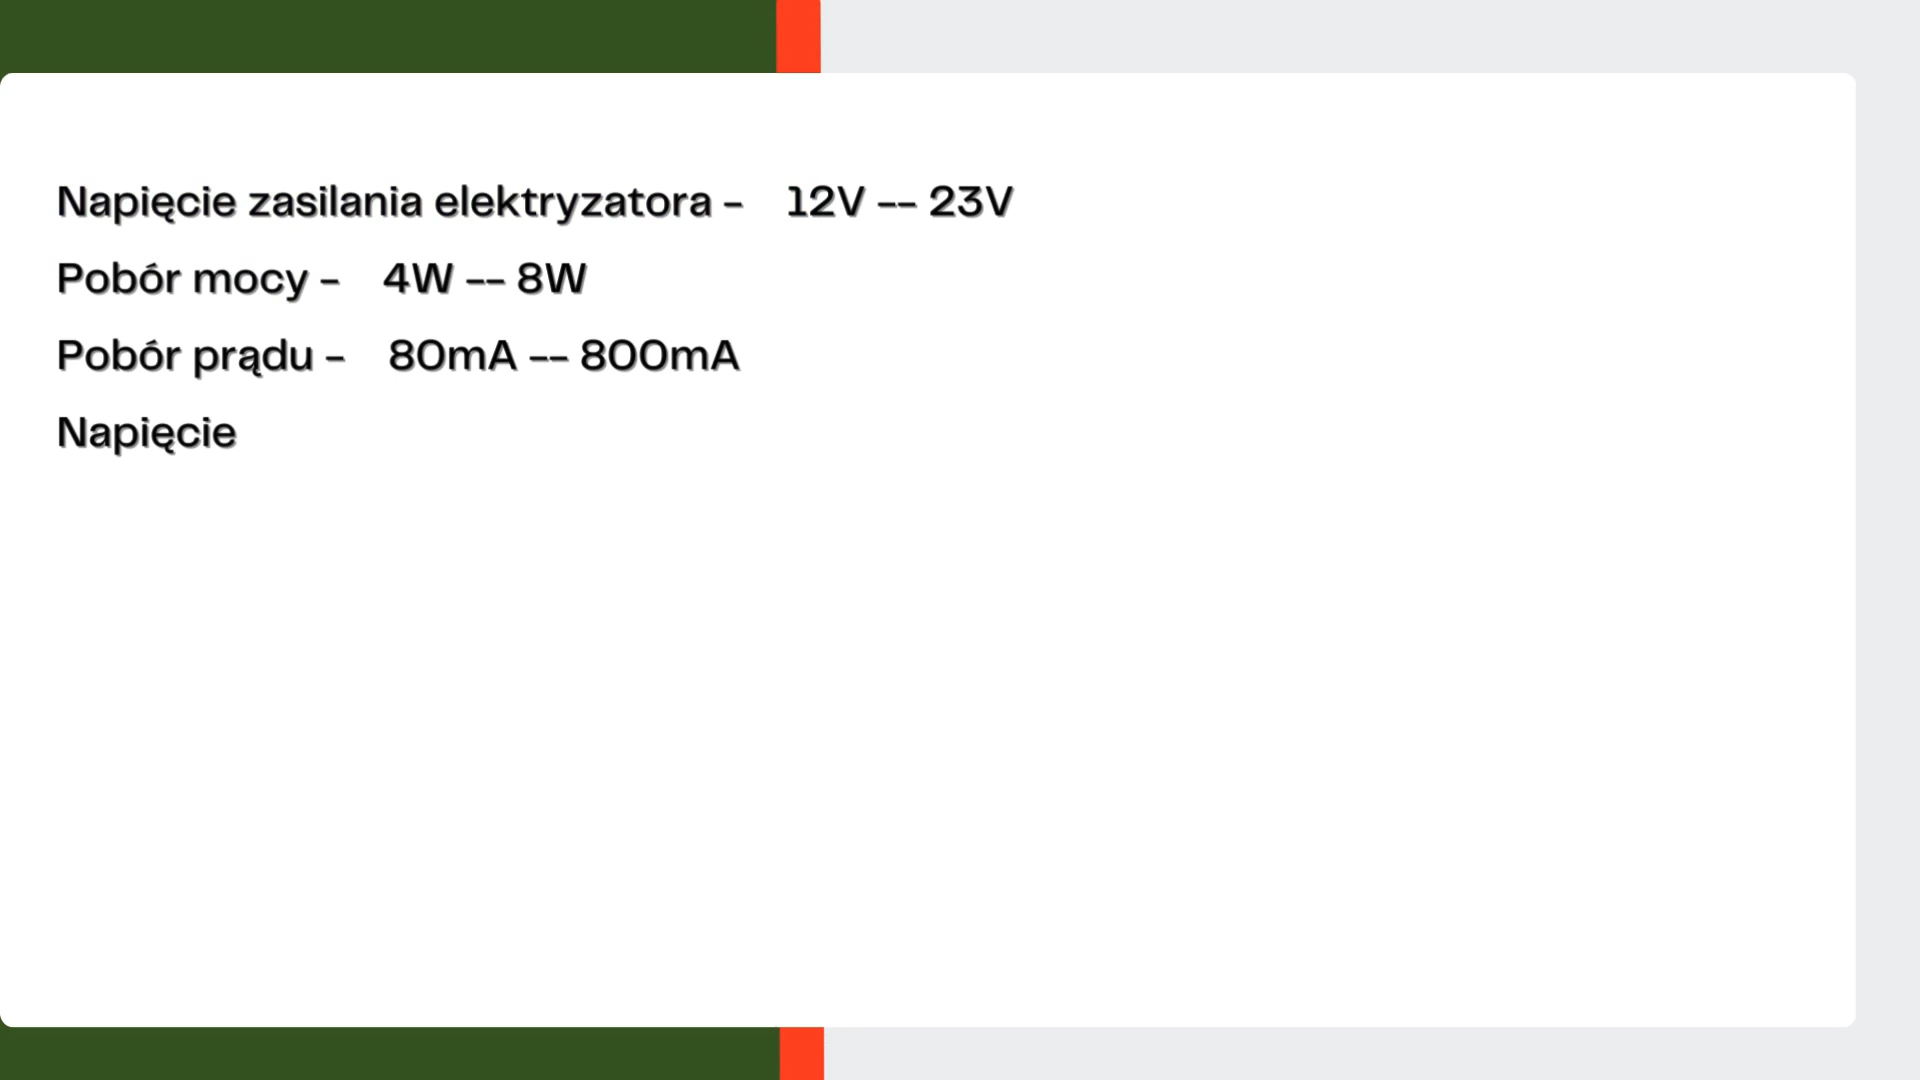 Napięcie zasilania elektryzatora – 12V –– 23V
Pobór mocy – 4W –– 8W
Pobór prądu – 80mA –– 800mA
Napięcie